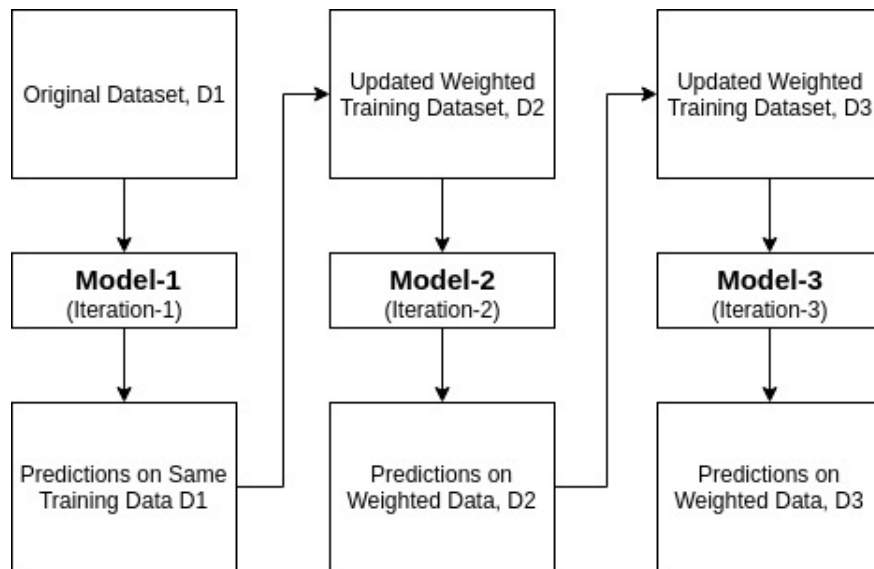 Original Dataset, D1
Model-1
(Iteration-1)
Predictions on Same
Training Data D1
Updated Weighted
Training Dataset, D2
Model-2
(Iteration-2)
Predictions on
Weighted Data, D2
Updated Weighted
Training Dataset, D3
Model-3
(Iteration-3)
Predictions on
Weighted Data, D3